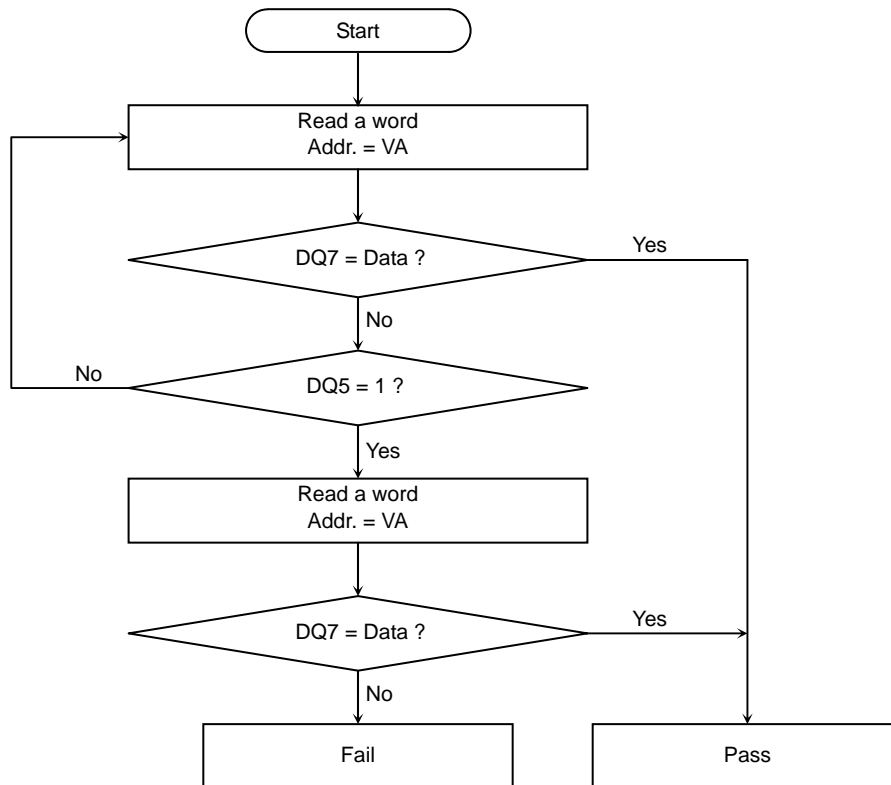 Start
Read a word
Addr. = VA
DQ7 = Data ?
Yes
No
No
DQ5 = 1 ?
Yes
Read a word
Addr. = VA
DQ7 = Data ?
Yes
No
Fail
Pass